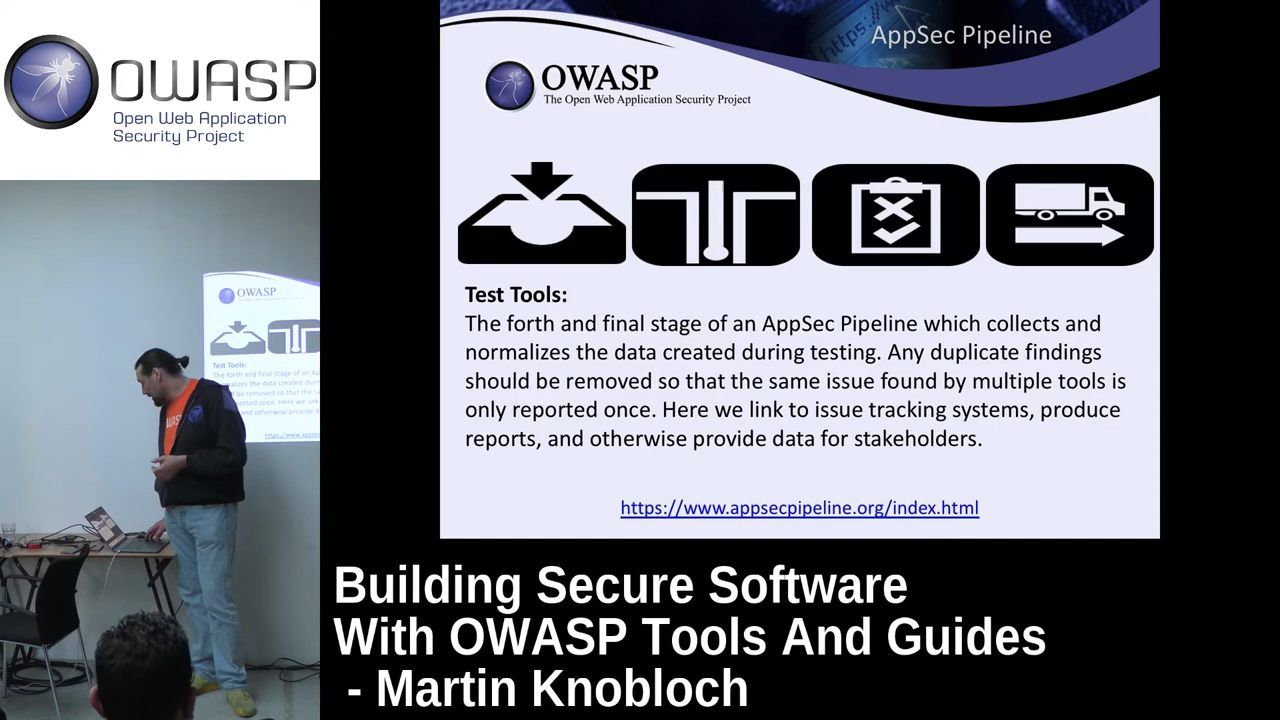 OWASP
Open Web Application
Security Project
AppSec Pipeline
OWASP
The Open Web Application Security Project
Test Tools:
The forth and final stage of an AppSec Pipeline which collects and
normalizes the data created during testing. Any duplicate findings
should be removed so that the same issue found by multiple tools is
only reported once. Here we link to issue tracking systems, produce
reports, and otherwise provide data for stakeholders.
https://www.appsecpipeline.org/index.html
OWASP
Test Tools:
Building Secure Software
With OWASP Tools And Guides
- Martin Knobloch